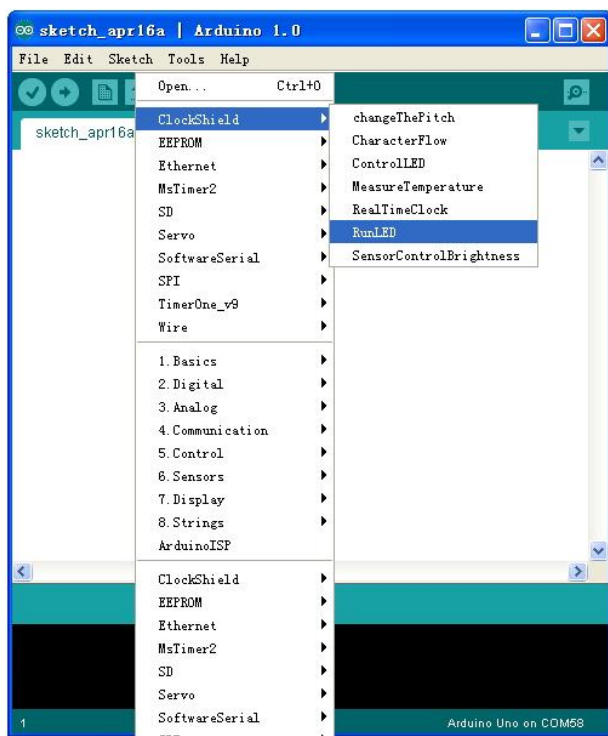 sketch_apr16a | Arduino 1.0
File Edit Sketch Tools Help
Open... Ctrl+O
sketch_apr16a
ClockShield
EEPROM
Ethernet
MsTimer2
SD
Servo
SoftwareSerial
SPI
TimerOne_v9
Wire
changeThePitch
CharacterFlow
ControlLED
MeasureTemperature
RealTimeClock
RunLED
SensorControlBrightness
1.Basics
2.Digital
3.Analog
4.Communication
5.Control
6.Sensors
7.Display
8.Strings
ArduinoISP
ClockShield
EEPROM
Ethernet
MsTimer2
SD
Servo
SoftwareSerial
1 Arduino Uno on COM58